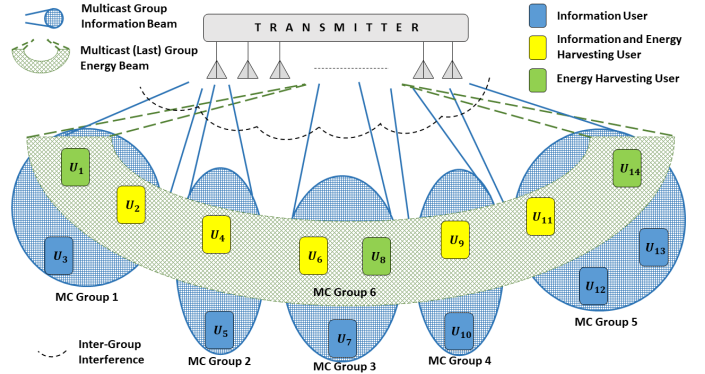 Multicast Group
Information Beam
Multicast (Last) Group
Energy Beam
TRANSMITTER
Information User
Information and Energy
Harvesting User
Energy Harvesting User
U1
U2
U3
U4
U5
U6
U7
U8
U9
U10
U11
U12
U13
U14
MC Group 1
MC Group 6
MC Group 5
MC Group 2
MC Group 3
MC Group 4
Inter-Group
Interference